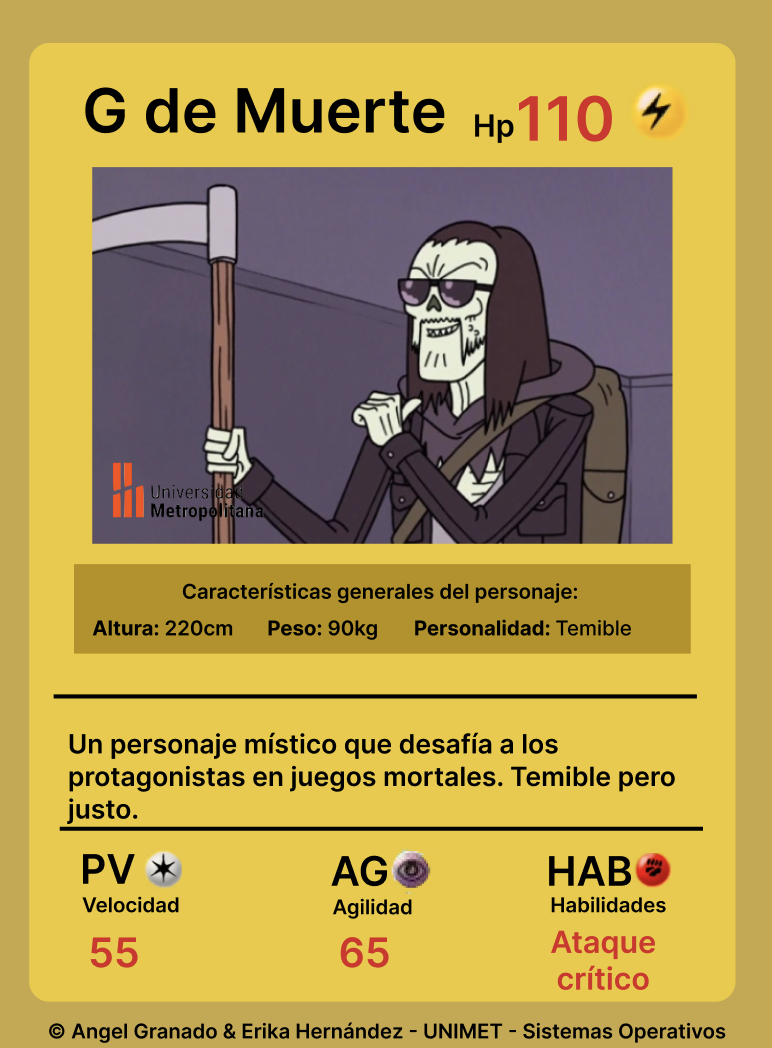 G de Muerte Hp 110
Universidad
Metropolitana
Características generales del personaje:
Altura: 220cm Peso: 90kg Personalidad: Temible
Un personaje místico que desafía a los
protagonistas en juegos mortales. Temible pero
justo.
PV AG HAB
Velocidad Agilidad Habilidades
55 65 Ataque
crítico
© Angel Granado & Erika Hernández - UNIMET - Sistemas Operativos